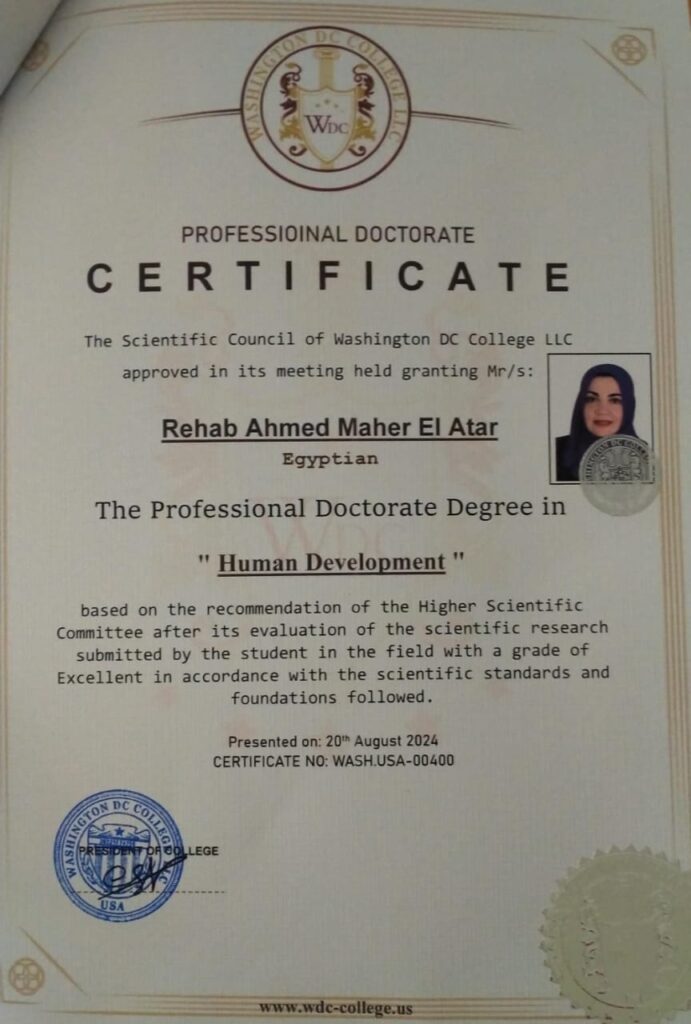 WASHINGTON DC COLLEGE LLC
WDC
PROFESSIOINAL DOCTORATE
CERTIFICATE
The Scientific Council of Washington DC College LLC
approved in its meeting held granting Mr/s:
Rehab Ahmed Maher El Atar
Egyptian
The Professional Doctorate Degree in
" Human Development "
based on the recommendation of the Higher Scientific
Committee after its evaluation of the scientific research
submitted by the student in the field with a grade of
Excellent in accordance with the scientific standards and
foundations followed.
Presented on: 20th August 2024
CERTIFICATE NO: WASH.USA-00400
WASHINGTON DC COLLEGE
PRESIDENT OF COLLEGE
USA
www.wdc-college.us